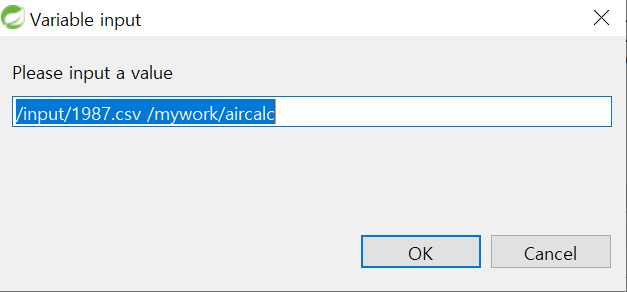 Variable input
Please input a value
/input/1987.csv /mywork/aircalc
OK
Cancel